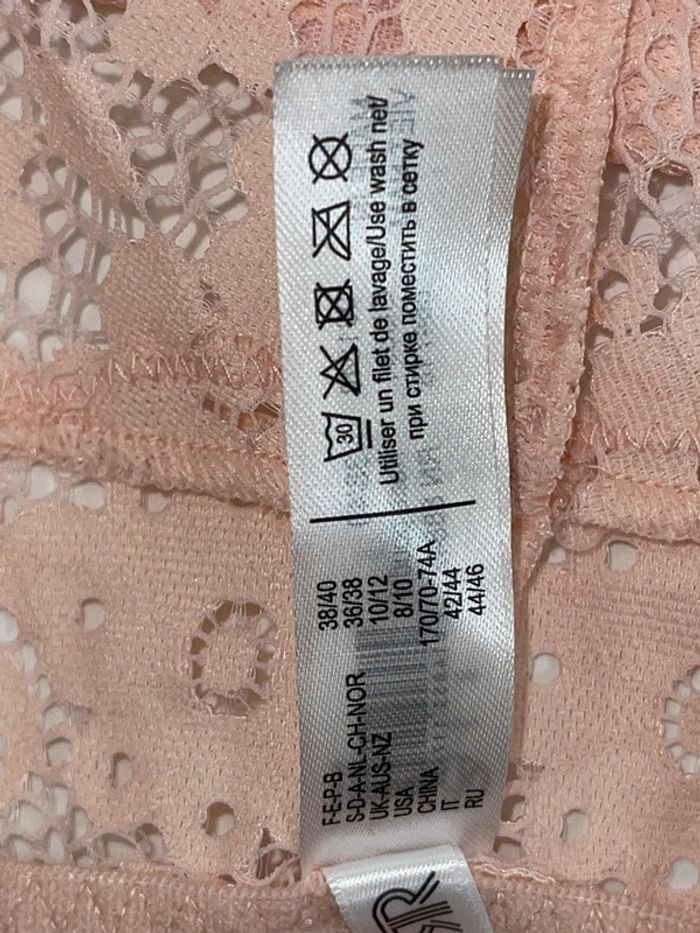 30
Utiliser un filet de lavage/Use wash net/
при стирке поместить в сетку
F-E-P-B 38/40
S-D-A-NL-CH-NOR 36/38
UK-AUS-NZ 10/12
USA 8/10
CHINA 170/70-74A
IT 42/44
RU 44/46